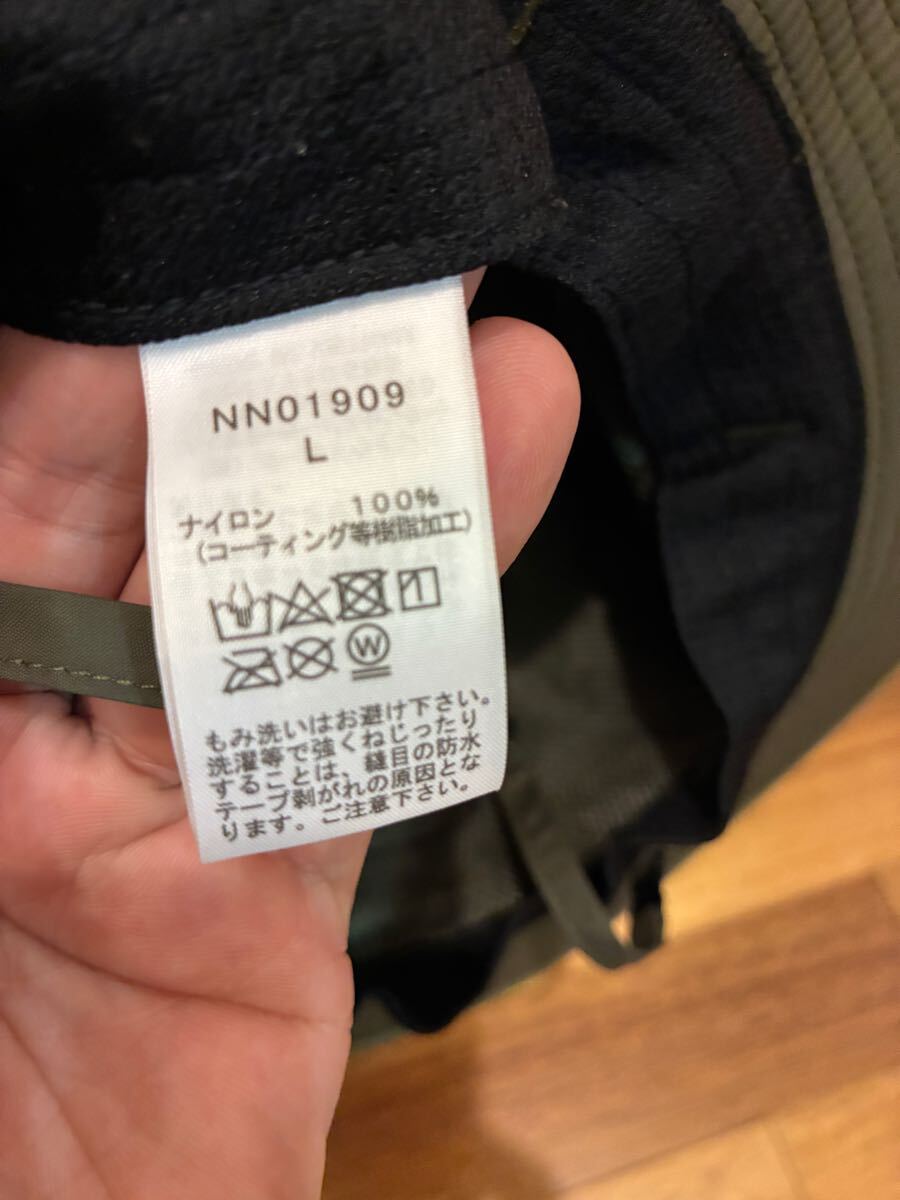 NN01909
L
ナイロン 100%
(コーティング等樹脂加工)
W
もみ洗いはお避け下さい。
洗濯等で強くねじったり
することは、縫目の防水
テープ剥がれの原因とな
ります。ご注意下さい。